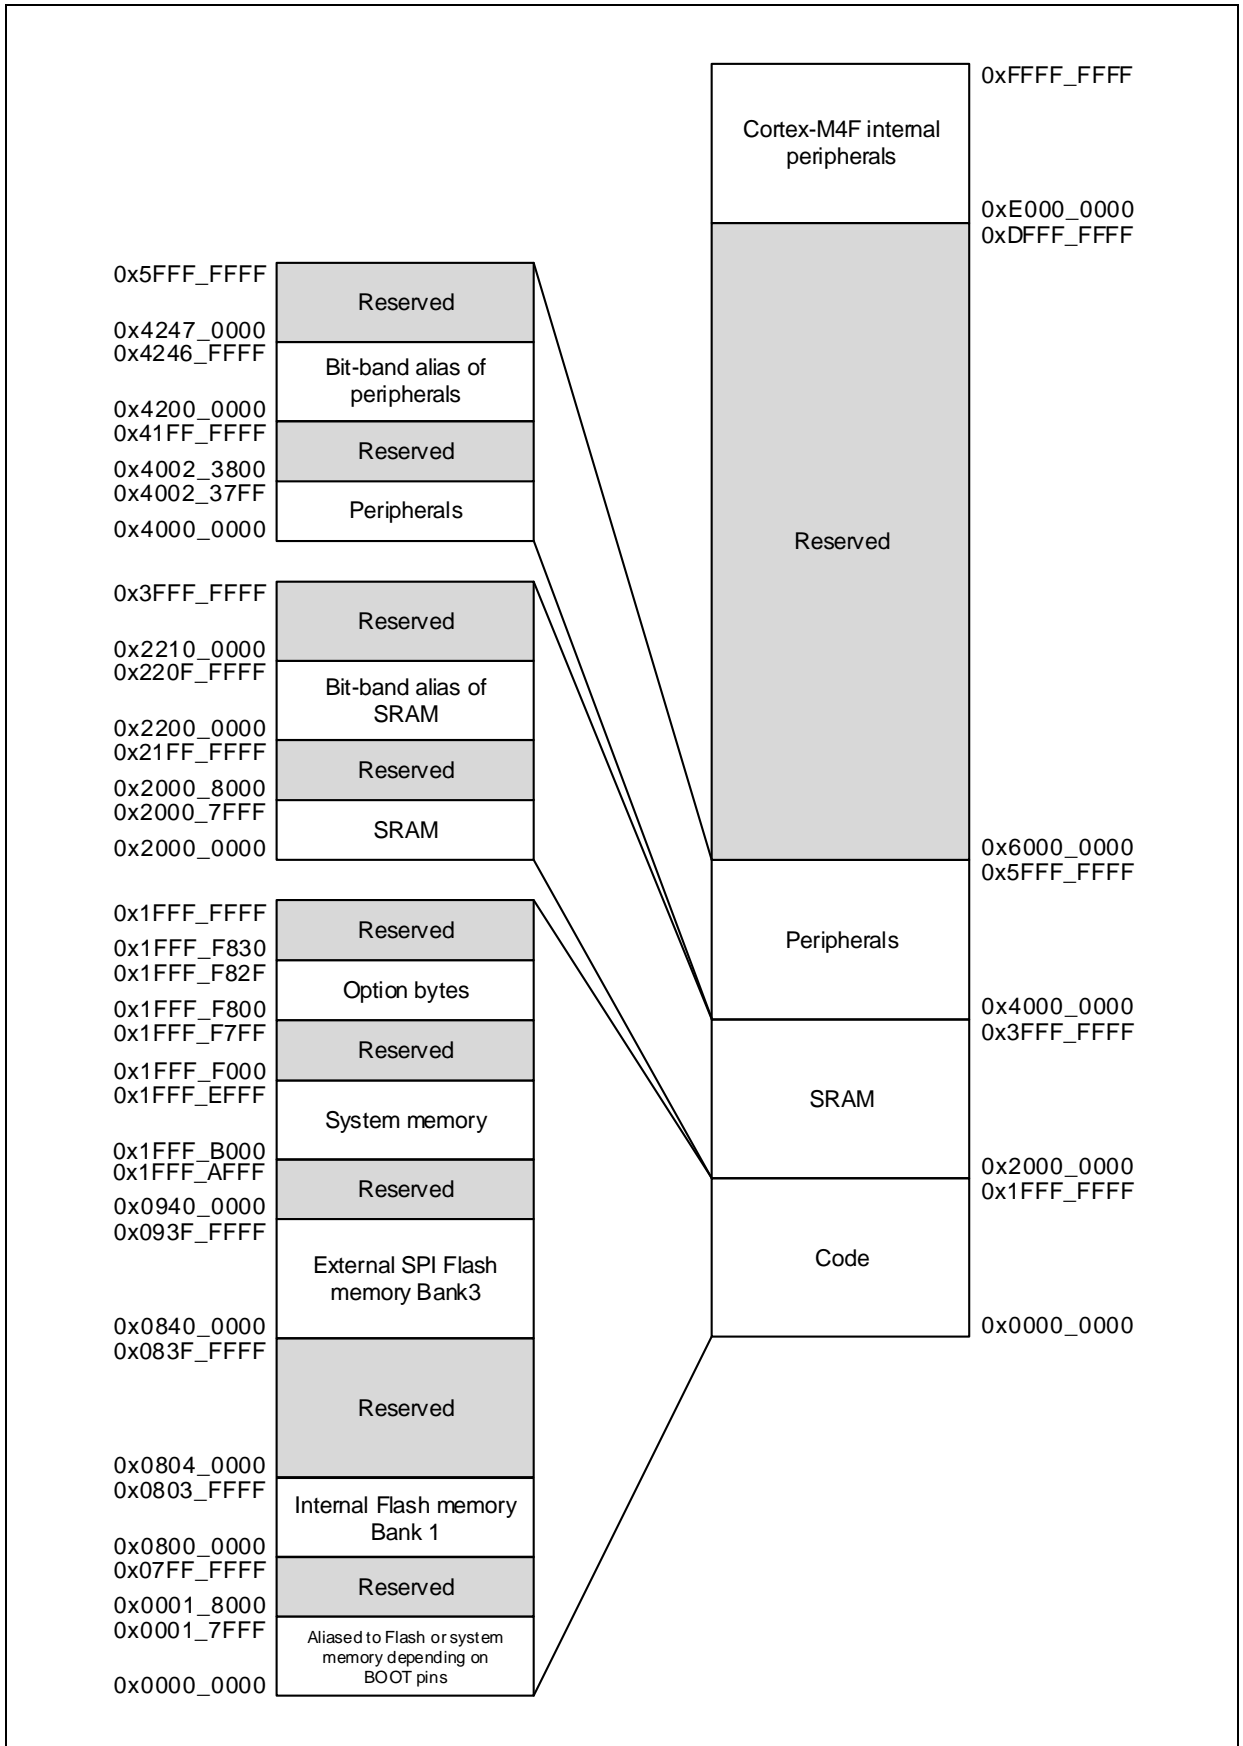 0xFFFF_FFFF
Cortex-M4F internal
peripherals
0xE000_0000
0xDFFF_FFFF
Reserved
0x6000_0000
0x5FFF_FFFF
Peripherals
0x4000_0000
0x3FFF_FFFF
SRAM
0x2000_0000
0x1FFF_FFFF
Code
0x0000_0000
0x5FFF_FFFF
Reserved
0x4247_0000
0x4246_FFFF
Bit-band alias of
peripherals
0x4200_0000
0x41FF_FFFF
Reserved
0x4002_3800
0x4002_37FF
Peripherals
0x4000_0000
0x3FFF_FFFF
Reserved
0x2210_0000
0x220F_FFFF
Bit-band alias of
SRAM
0x2200_0000
0x21FF_FFFF
Reserved
0x2000_8000
0x2000_7FFF
SRAM
0x2000_0000
0x1FFF_FFFF
Reserved
0x1FFF_F830
0x1FFF_F82F
Option bytes
0x1FFF_F800
0x1FFF_F7FF
Reserved
0x1FFF_F000
0x1FFF_EFFF
System memory
0x1FFF_B000
0x1FFF_AFFF
Reserved
0x0940_0000
0x093F_FFFF
External SPI Flash
memory Bank3
0x0840_0000
0x083F_FFFF
Reserved
0x0804_0000
0x0803_FFFF
Internal Flash memory
Bank 1
0x0800_0000
0x07FF_FFFF
Reserved
0x0001_8000
0x0001_7FFF
Aliased to Flash or system
memory depending on
BOOT pins
0x0000_0000